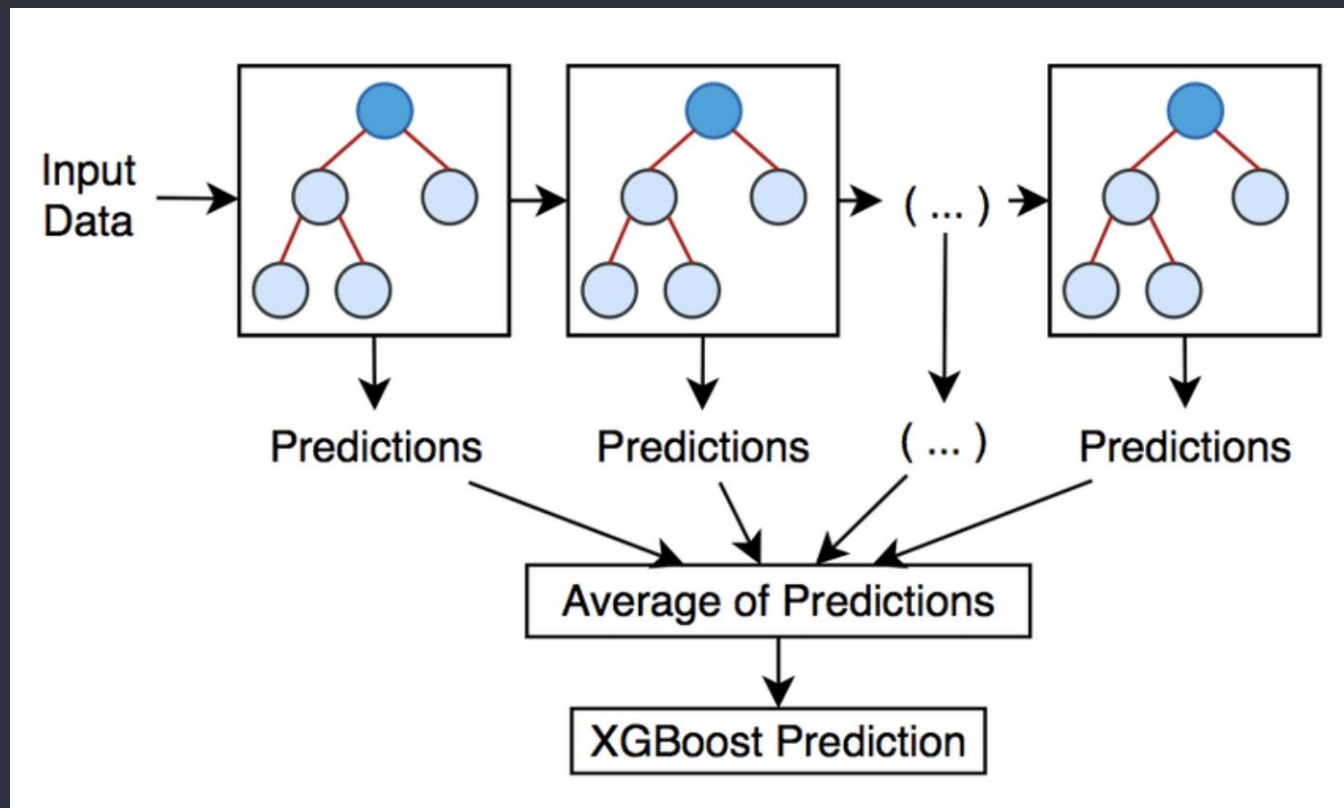 Input
Data
( ... )
Predictions
Predictions
( ... )
Predictions
Average of Predictions
XGBoost Prediction